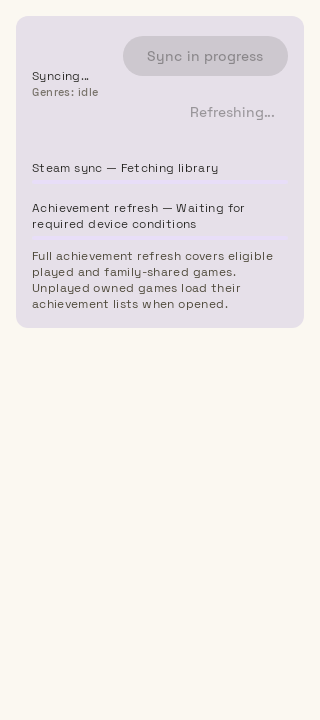 Sync in progress
Syncing…
Genres: idle
Refreshing...
Steam sync — Fetching library
Achievement refresh — Waiting for
required device conditions
Full achievement refresh covers eligible
played and family-shared games.
Unplayed owned games load their
achievement lists when opened.